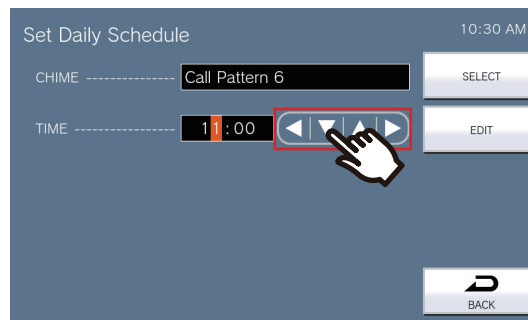 Set Daily Schedule
10:30 AM
CHIME --------------- Call Pattern 6
SELECT
TIME ----------------- 11:00
EDIT
BACK